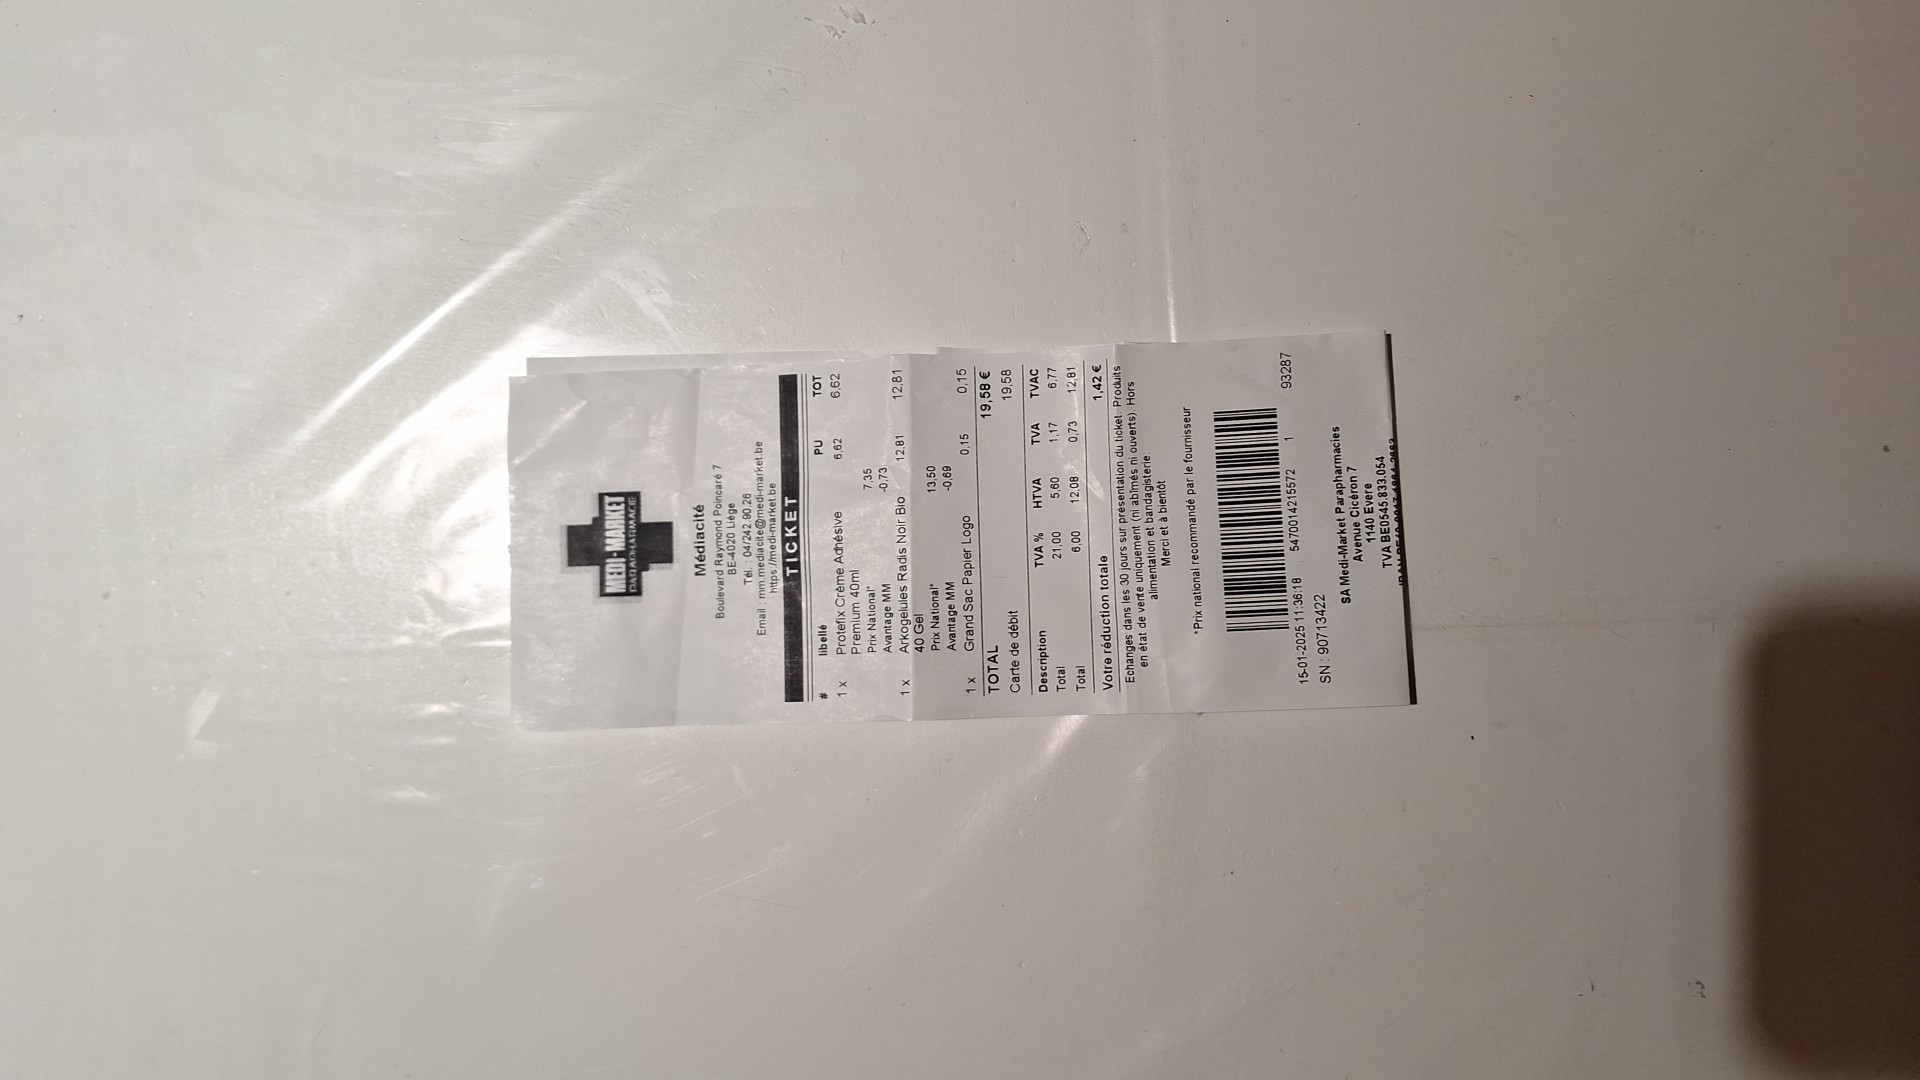 MEDI-MARKET
PARAPHARMACIE
Médiacité
Boulevard Raymond Poincaré 7
BE-4020 Liège
Tél. : 04/242.90.26
Email : mm.mediacite@medi-market.be
https://medi-market.be
TICKET
# libellé PU TOT
1 x Protefix Crème Adhésive 6,62 6,62
Premium 40ml
Prix National* 7,35
Avantage MM -0,73
1 x Arkogelules Radis Noir Bio 12,81 12,81
40 Gel
Prix National* 13,50
Avantage MM -0,69
1 x Grand Sac Papier Logo 0,15 0,15
TOTAL 19,58 €
Carte de débit 19,58
Description TVA % HTVA TVA TVAC
Total 21,00 5,60 1,17 6,77
Total 6,00 12,08 0,73 12,81
Votre réduction totale 1,42 €
Echanges dans les 30 jours sur présentation du ticket. Produits
en état de vente uniquement (ni abîmés ni ouverts). Hors
alimentation et bandagisterie.
Merci et à bientôt
*Prix national recommandé par le fournisseur
15-01-2025 11:36:18 5470014215572 1 93287
SN : 90713422
SA Medi-Market Parapharmacies
Avenue Cicéron 7
1140 Evere
TVA BE0545.833.054